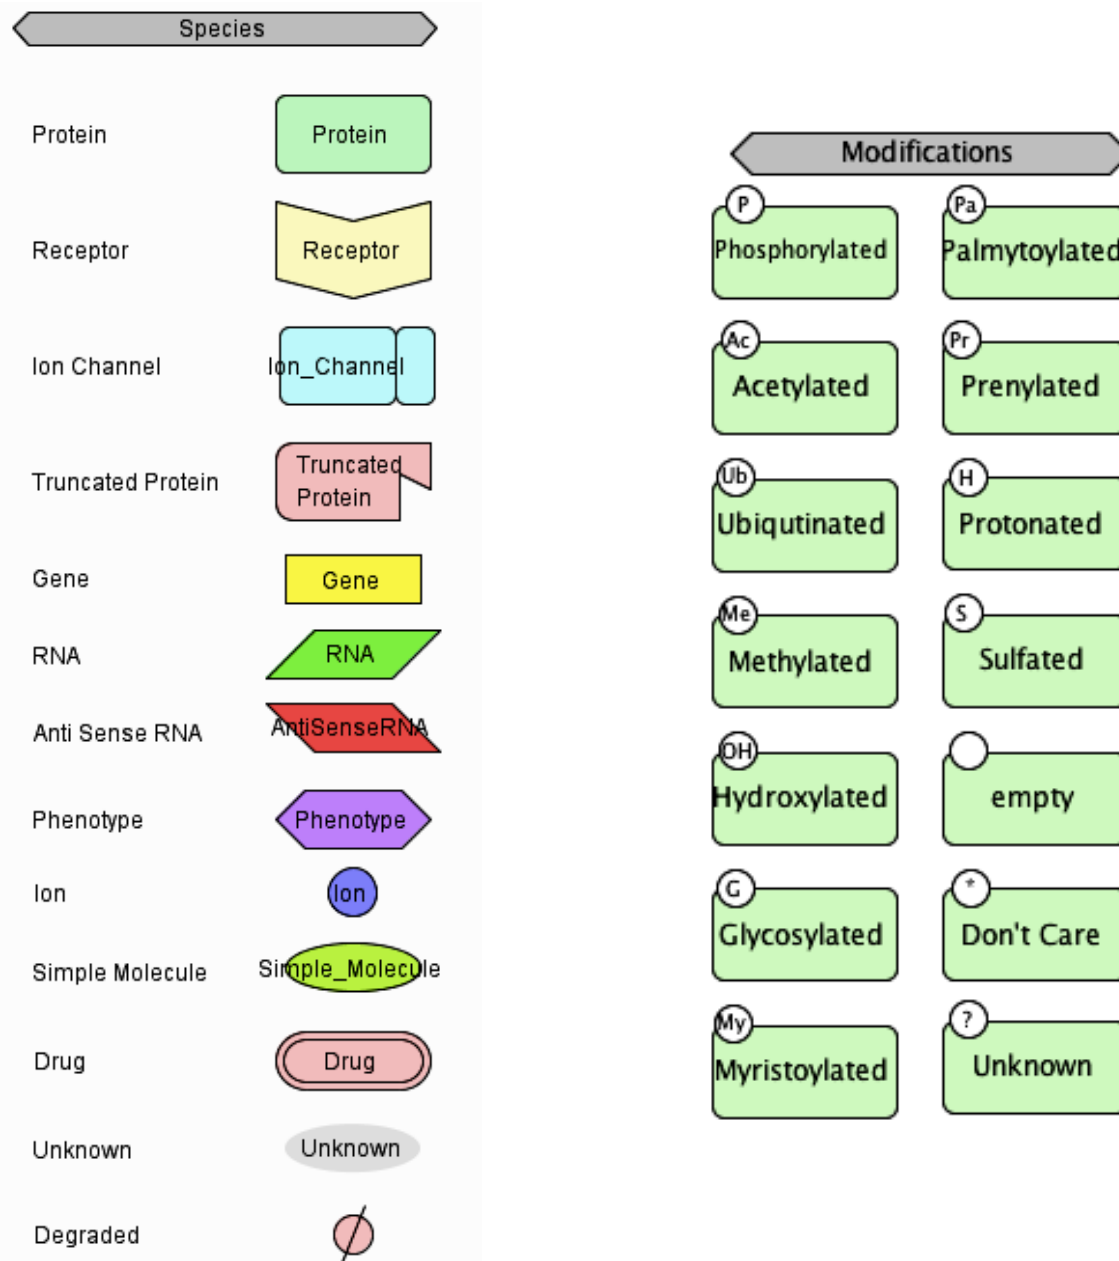 Species
Protein Protein
Receptor Receptor
Ion Channel Ion_Channel
Truncated Protein Truncated
Protein
Gene Gene
RNA RNA
Anti Sense RNA AntiSenseRNA
Phenotype Phenotype
Ion Ion
Simple Molecule Simple_Molecule
Drug Drug
Unknown Unknown
Degraded
Modifications
P Pa
Phosphorylated Palmytoylated
Ac Pr
Acetylated Prenylated
Ub H
Ubiqutinated Protonated
Me S
Methylated Sulfated
OH
Hydroxylated empty
G *
Glycosylated Don't Care
My ?
Myristoylated Unknown